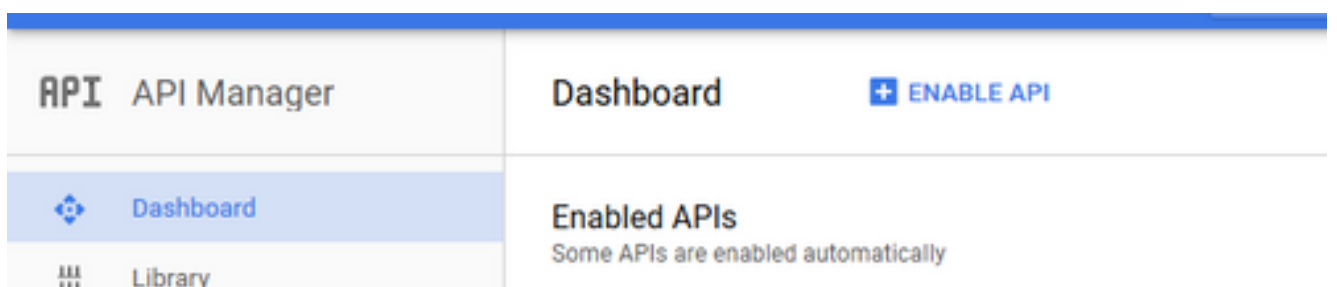 API API Manager
Dashboard
Library
Dashboard ENABLE API
Enabled APIs
Some APIs are enabled automatically